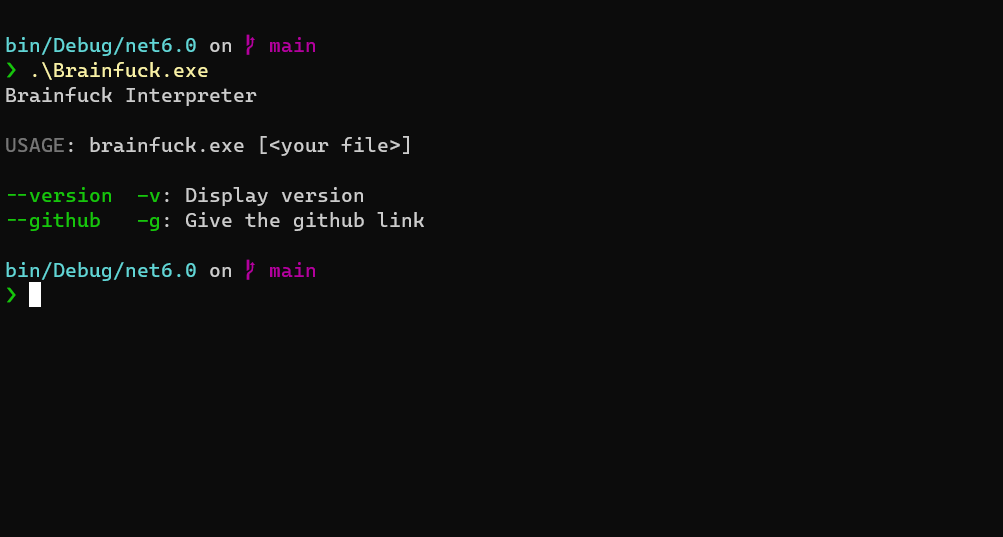 bin/Debug/net6.0 on main
❯ .\Brainfuck.exe
Brainfuck Interpreter
USAGE: brainfuck.exe [<your file>]
--version  -v: Display version
--github   -g: Give the github link
bin/Debug/net6.0 on main
❯